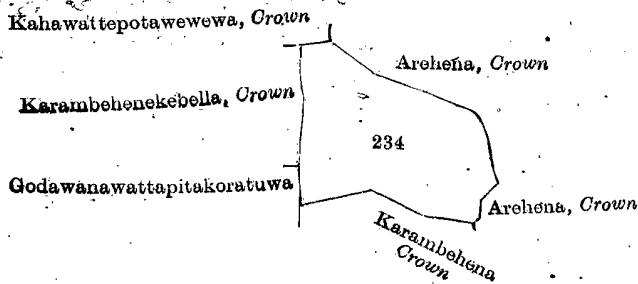 Kahawattepotawewewa, Crown
Arehena, Crown
Karambehenekebella, Crown
234
Godawanawattapitakoratuwa
Arehena, Crown
Karambehena
Crown